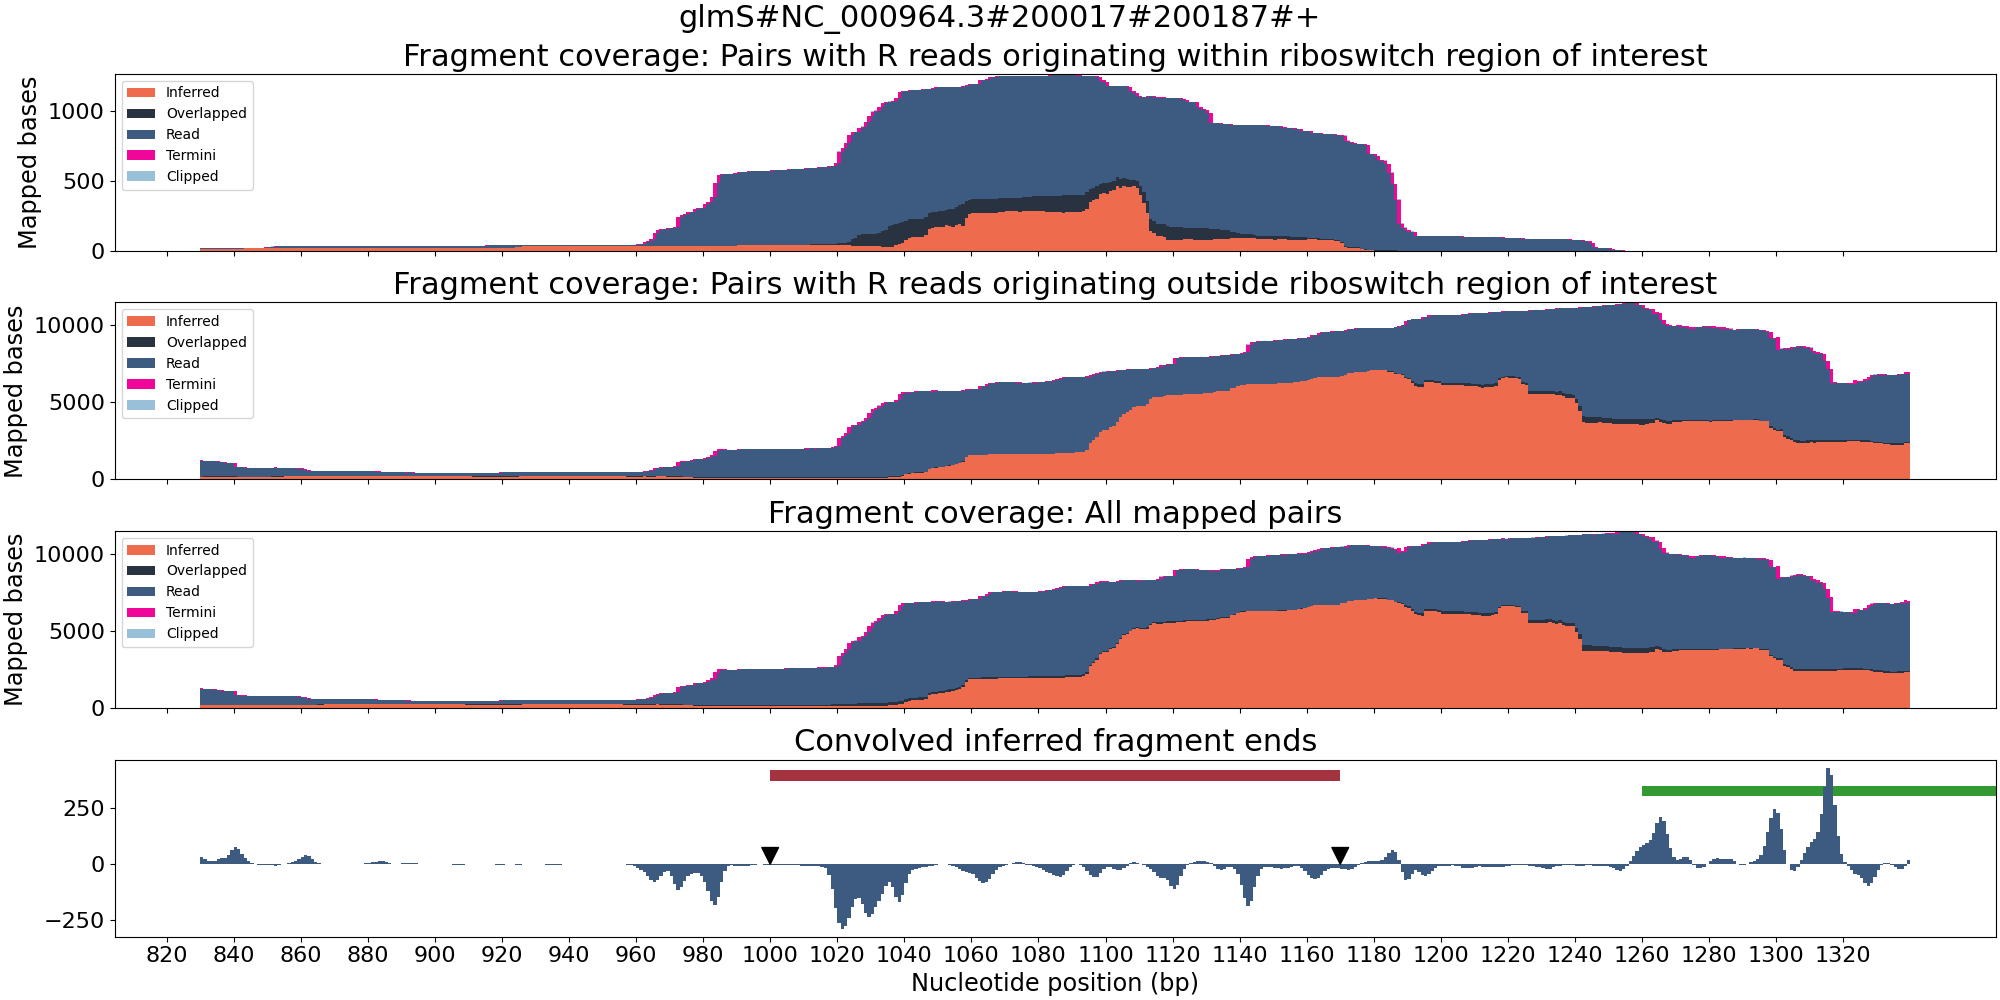 glmS#NC_000964.3#200017#200187#+
Fragment coverage: Pairs with R reads originating within riboswitch region of interest
Mapped bases
1000
500
0
Inferred
Overlapped
Read
Termini
Clipped
Fragment coverage: Pairs with R reads originating outside riboswitch region of interest
Mapped bases
10000
5000
0
Inferred
Overlapped
Read
Termini
Clipped
Fragment coverage: All mapped pairs
Mapped bases
10000
5000
0
Inferred
Overlapped
Read
Termini
Clipped
Convolved inferred fragment ends
250
0
−250
820 840 860 880 900 920 940 960 980 1000 1020 1040 1060 1080 1100 1120 1140 1160 1180 1200 1220 1240 1260 1280 1300 1320
Nucleotide position (bp)